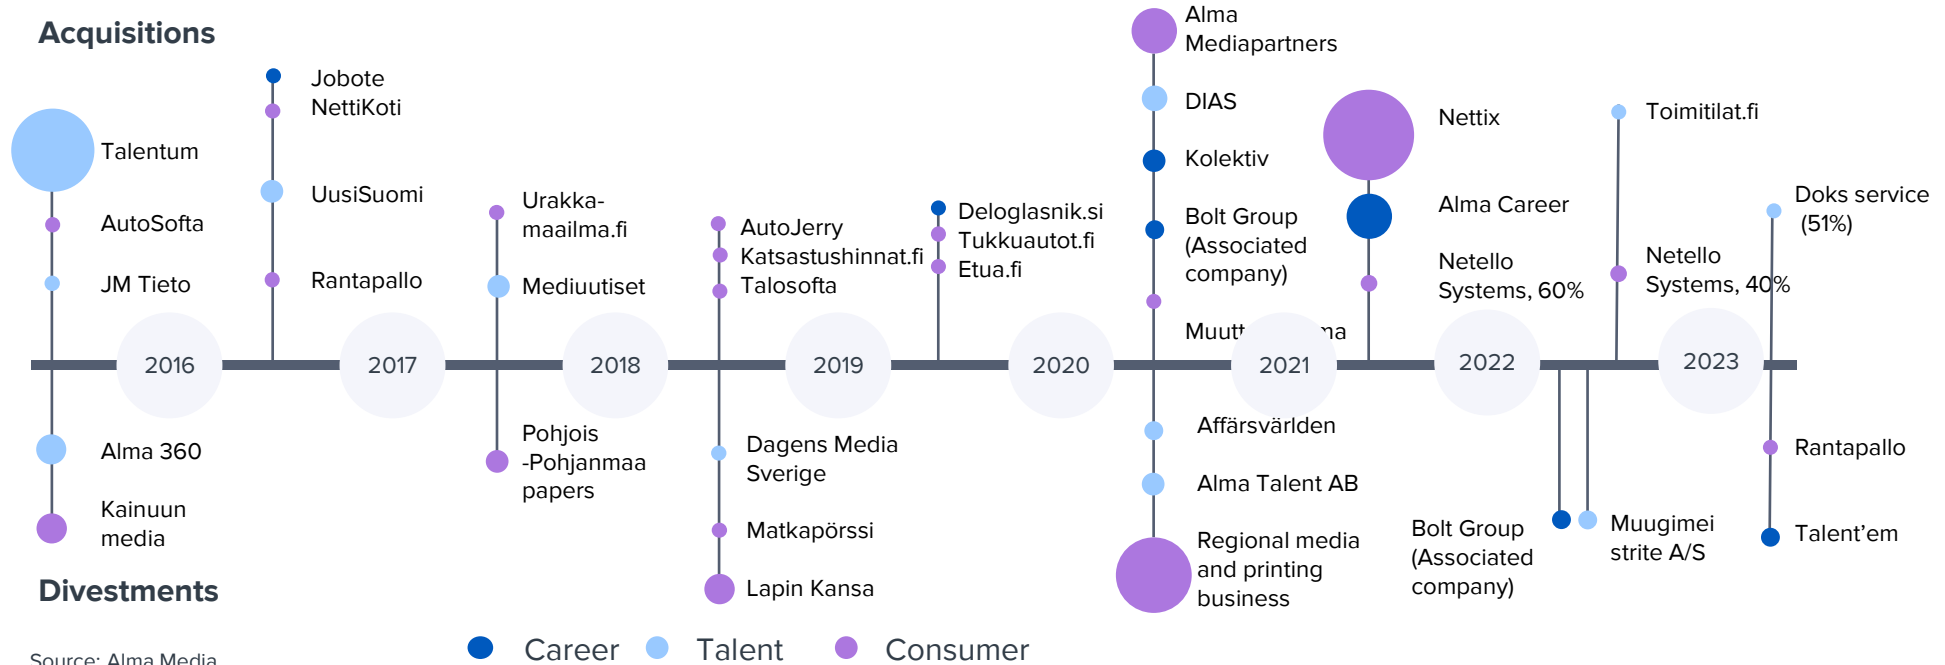 Acquisitions
Talentum
AutoSofta
JM Tieto
Jobote
NettiKoti
UusiSuomi
Rantapallo
Urakka-
maailma.fi
Mediuutiset
AutoJerry
Katsastushinnat.fi
Talosofta
Deloglasnik.si
Tukkuautot.fi
Etua.fi
Alma
Mediapartners
DIAS
Kolektiv
Bolt Group
(Associated
company)
Nettix
Alma Career
Netello
Systems, 60%
Toimitilat.fi
Netello
Systems, 40%
Doks service
(51%)
2016
2017
2018
2019
2020
2021
2022
2023
Alma 360
Kainuun
media
Pohjois
-Pohjanmaa
papers
Dagens Media
Sverige
Matkapörssi
Lapin Kansa
Affärsvärlden
Alma Talent AB
Regional media
and printing
business
Bolt Group
(Associated
company)
Muugimei
strite A/S
Rantapallo
Talent’em
Divestments
Career
Talent
Consumer
Source: Alma Media